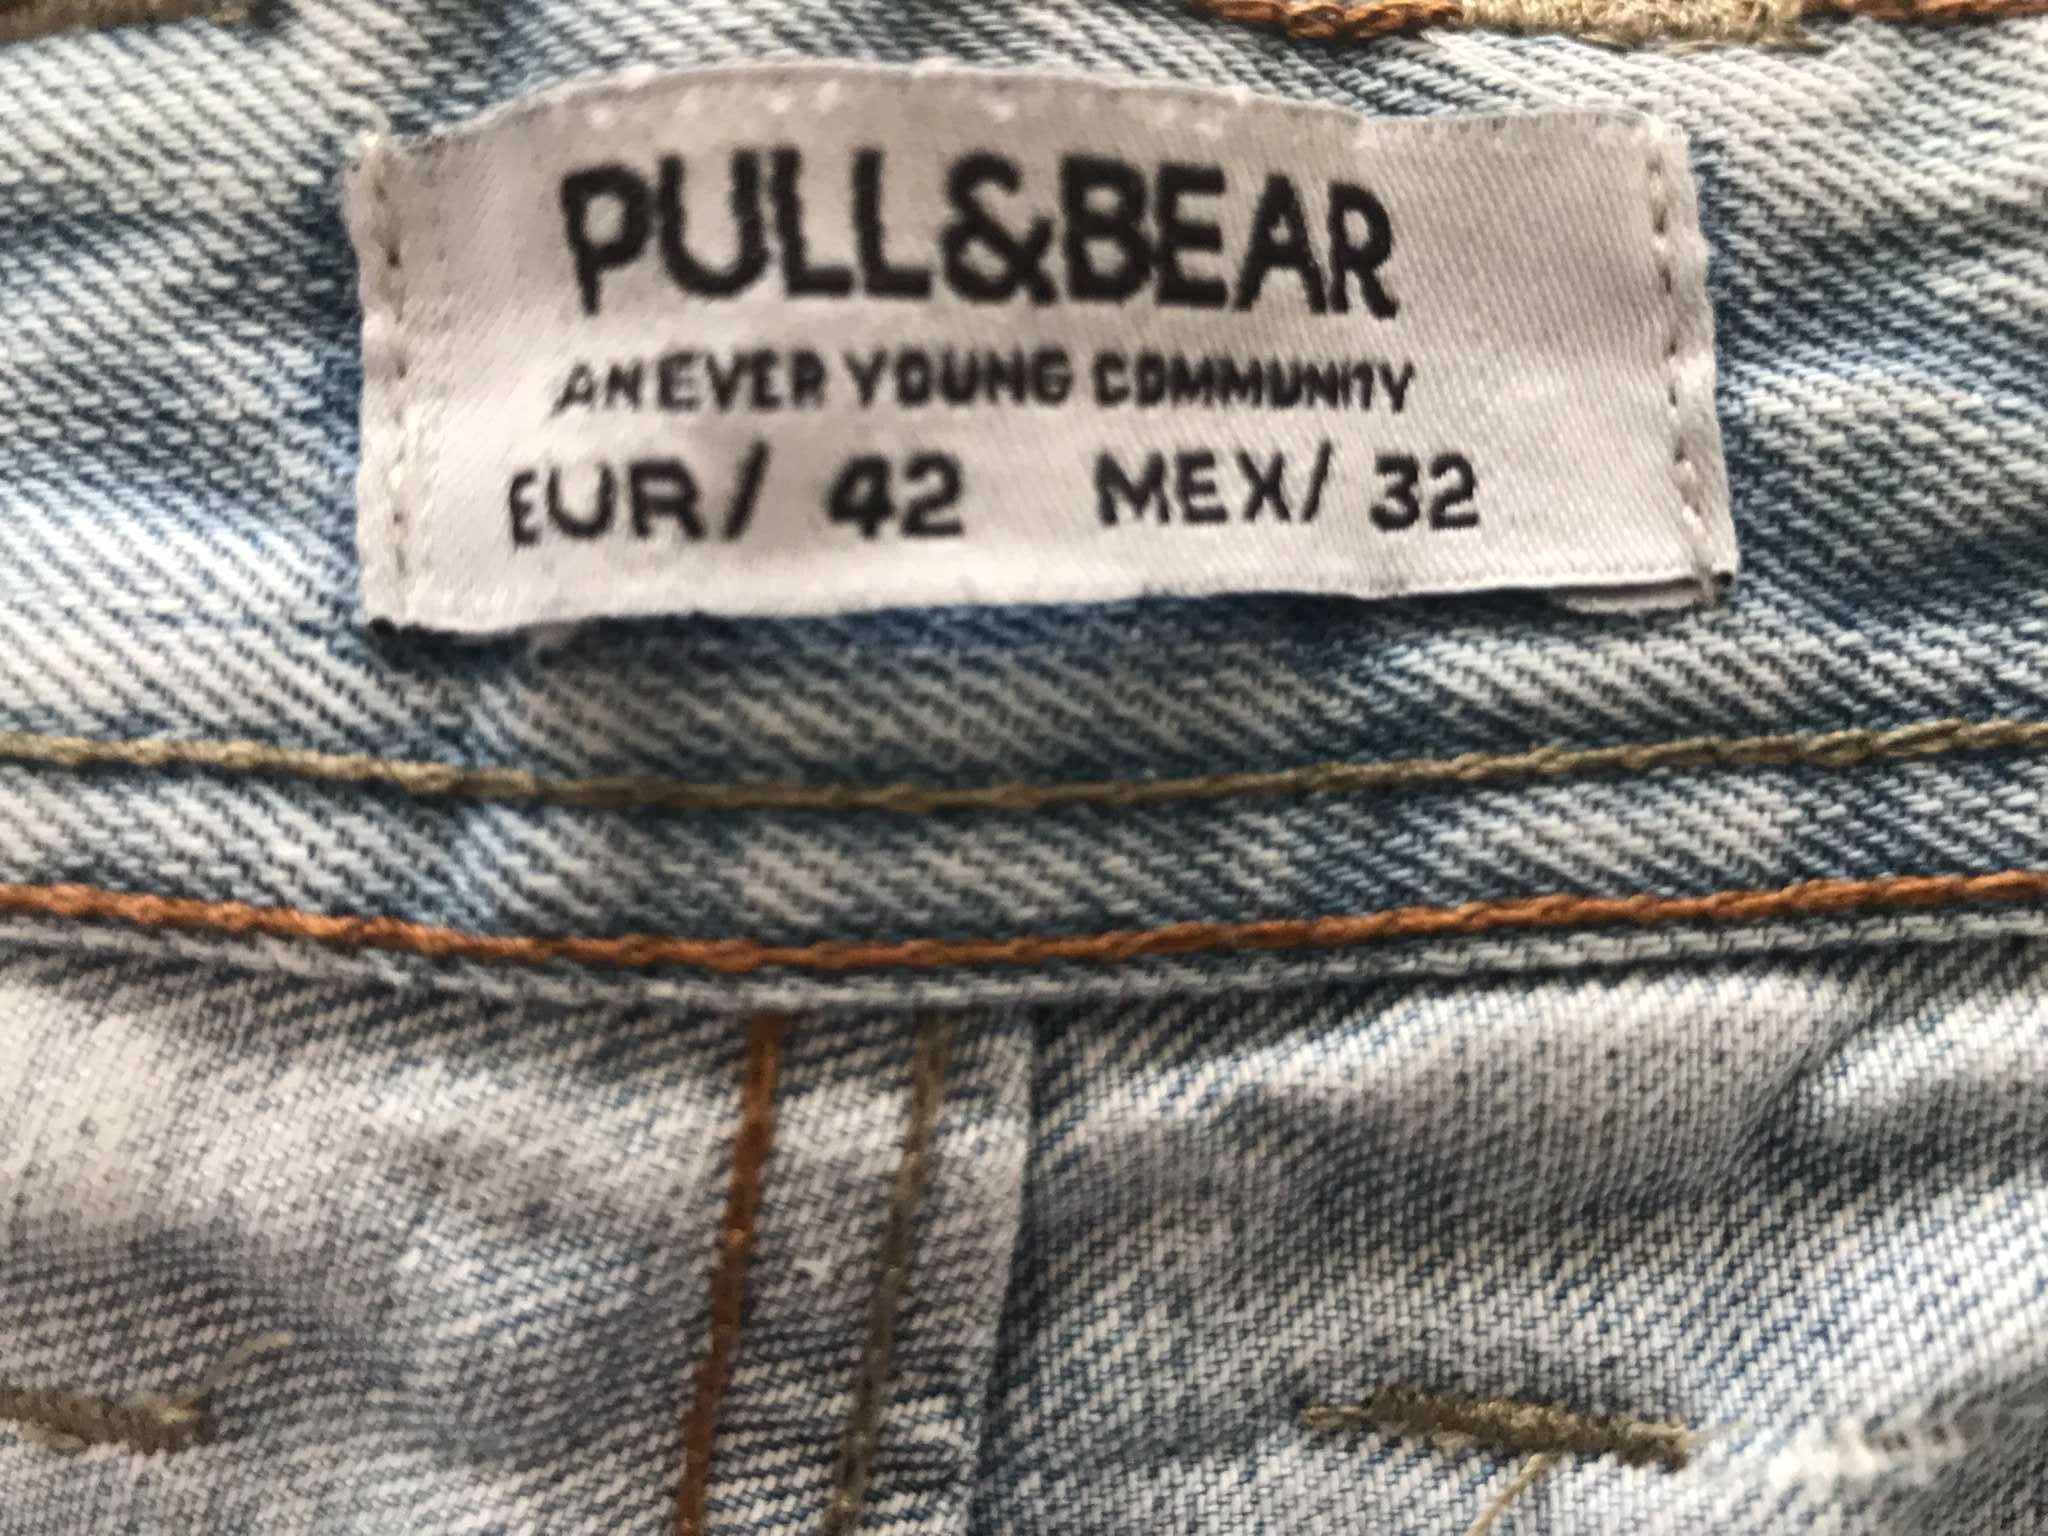 PULL&BEAR
AN EVER YOUNG COMMUNITY
EUR/ 42 MEX/ 32